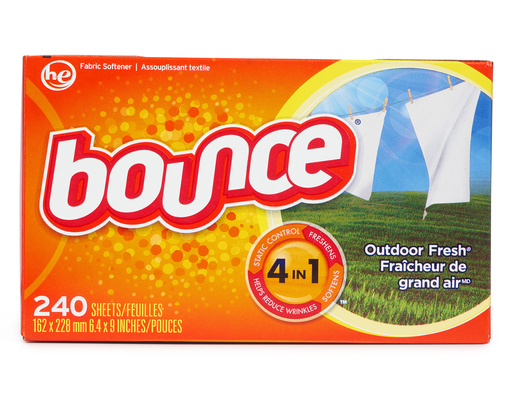 he
Fabric Softener | Assouplissant textile
bounce®
STATIC CONTROL
FRESHENS
4 IN 1
HELPS REDUCE WRINKLES
SOFTENS
™
Outdoor Fresh®
Fraîcheur de
grand air MD
240 SHEETS/FEUILLES
162 x 228 mm 6.4 x 9 INCHES/POUCES